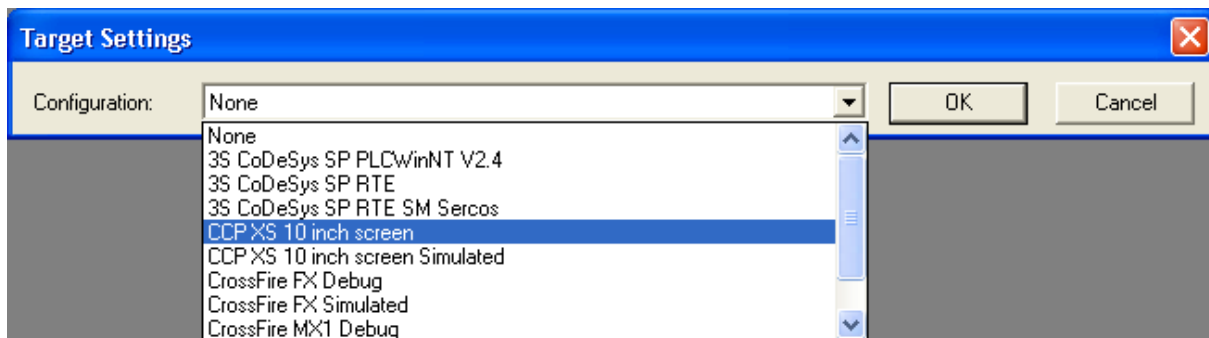 Target Settings
Configuration: None OK Cancel
None
3S CoDeSys SP PLCWinNT V2.4
3S CoDeSys SP RTE
3S CoDeSys SP RTE SM Sercos
CCP XS 10 inch screen
CCP XS 10 inch screen Simulated
CrossFire FX Debug
CrossFire FX Simulated
CrossFire MX1 Debug